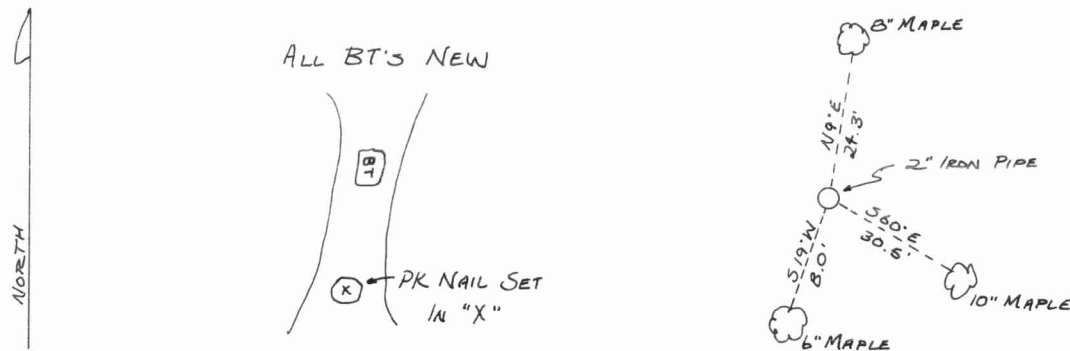 NORTH
ALL BT'S NEW
BT
X
PK NAIL SET
IN "X"
8" MAPLE
N9°E
24.3'
2" IRON PIPE
S60°E
30.5'
S19°W
8.0'
10" MAPLE
6" MAPLE